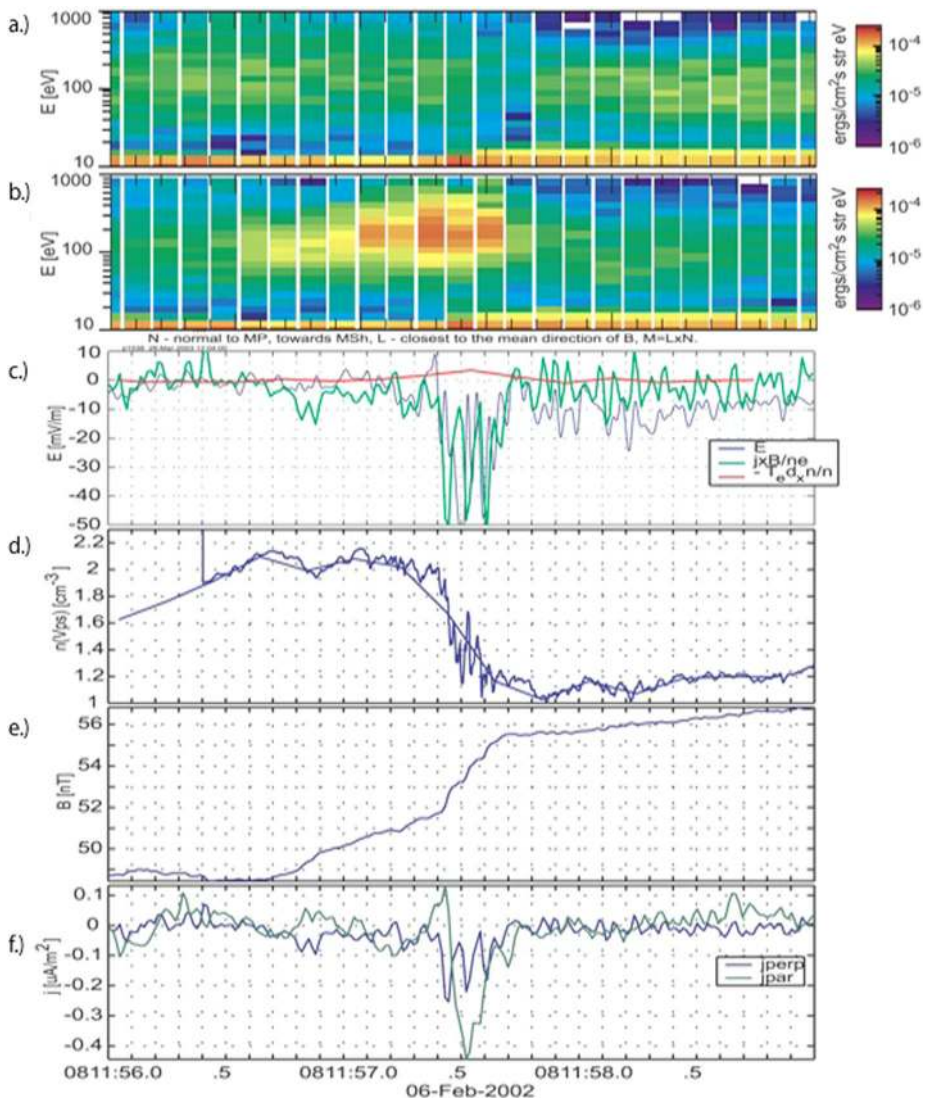 a.)
1000
E [eV]
100
10
10⁻⁴
10⁻⁵
10⁻⁶
ergs/cm²s str eV
b.)
1000
E [eV]
100
10
10⁻⁴
10⁻⁵
10⁻⁶
ergs/cm²s str eV
N - normal to MP, towards MSh, L - closest to the mean direction of B, M=LxN.
c.)
E [mV/m]
10
0
-10
-20
-30
-40
-50
E
jxB/ne
- T_e d_x n/n
d.)
n(Vps) [cm⁻³]
2.2
2
1.8
1.6
1.4
1.2
1
e.)
B [nT]
56
54
52
50
f.)
j [uA/m²]
0.1
0
-0.1
-0.2
-0.3
-0.4
jperp
jpar
0811:56.0 .5 0811:57.0 .5 0811:58.0 .5
06-Feb-2002